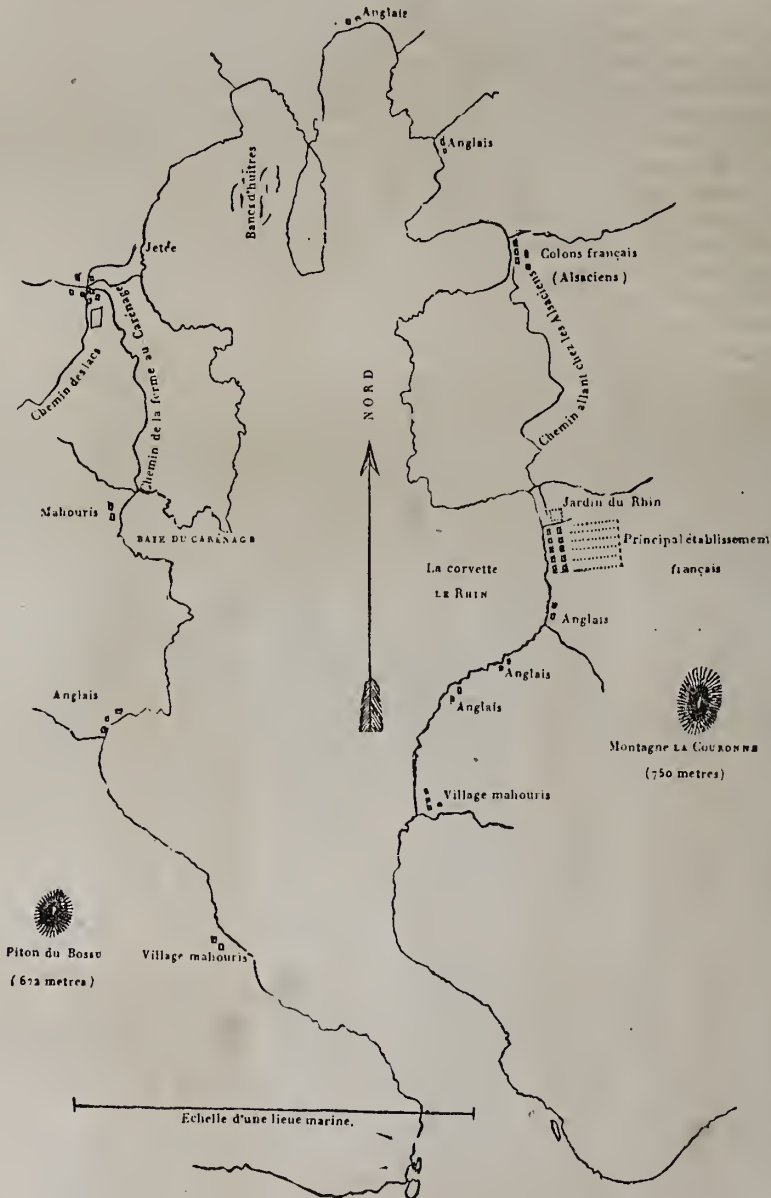 Anglais
Anglais
Bancs d'huîtres
Jetée
Colons français
(Alsaciens)
Chemin de la ferme au Carénage
Chemin des lacs
Chemin allant chez les Alsaciens
NORD
Mahouris
BAIE DU CARÉNAGE
Jardin du Rhin
Principal établissement
français
La corvette
LE RHIN
Anglais
Anglais
Anglais
Anglais
Montagne LA COURONNE
(750 metres)
Village mahouris
Piton du Bossu
(672 metres)
Village mahouris
Echelle d'une lieue marine.